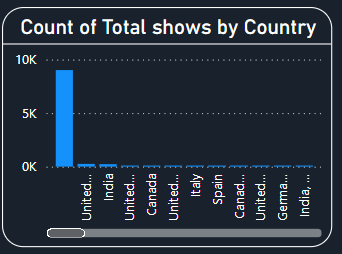 Count of Total shows by Country
10K
5K
0K
United...
India
United...
Canada
United...
Italy
Spain
Canad...
United...
Germa...
India, ...